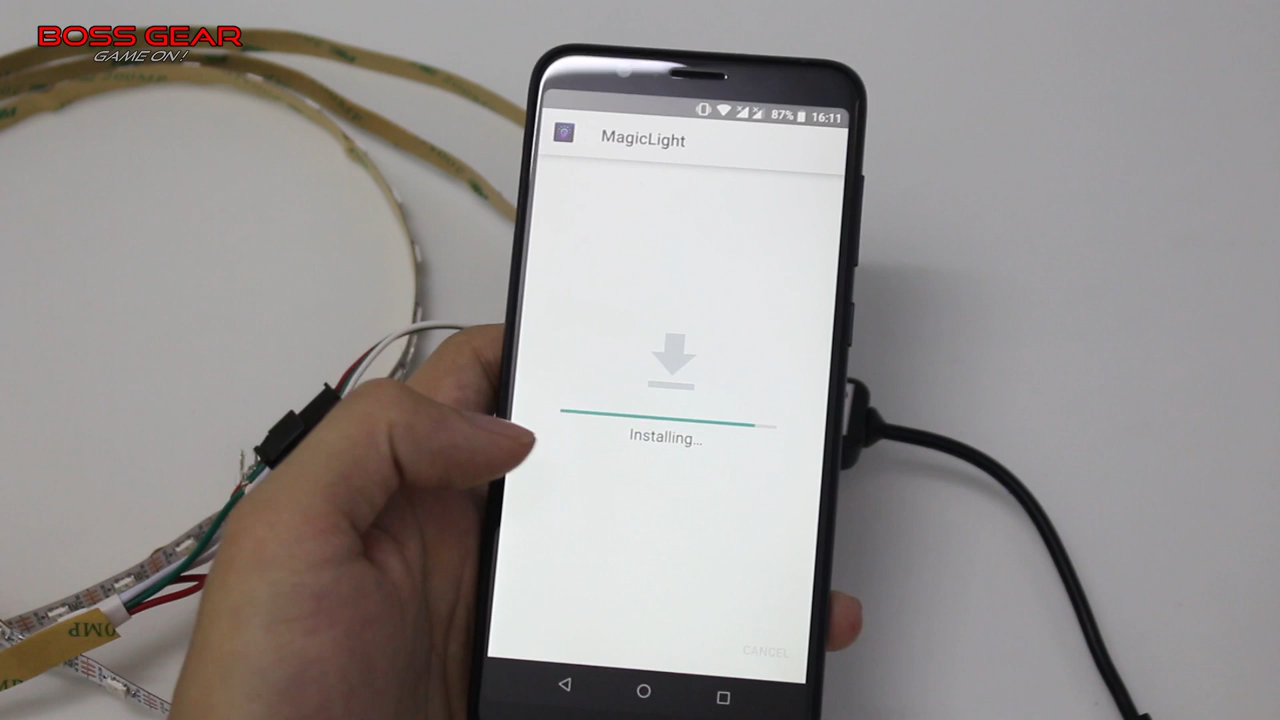 BOSS GEAR
GAME ON!
87% 16:11
MagicLight
Installing...
CANCEL